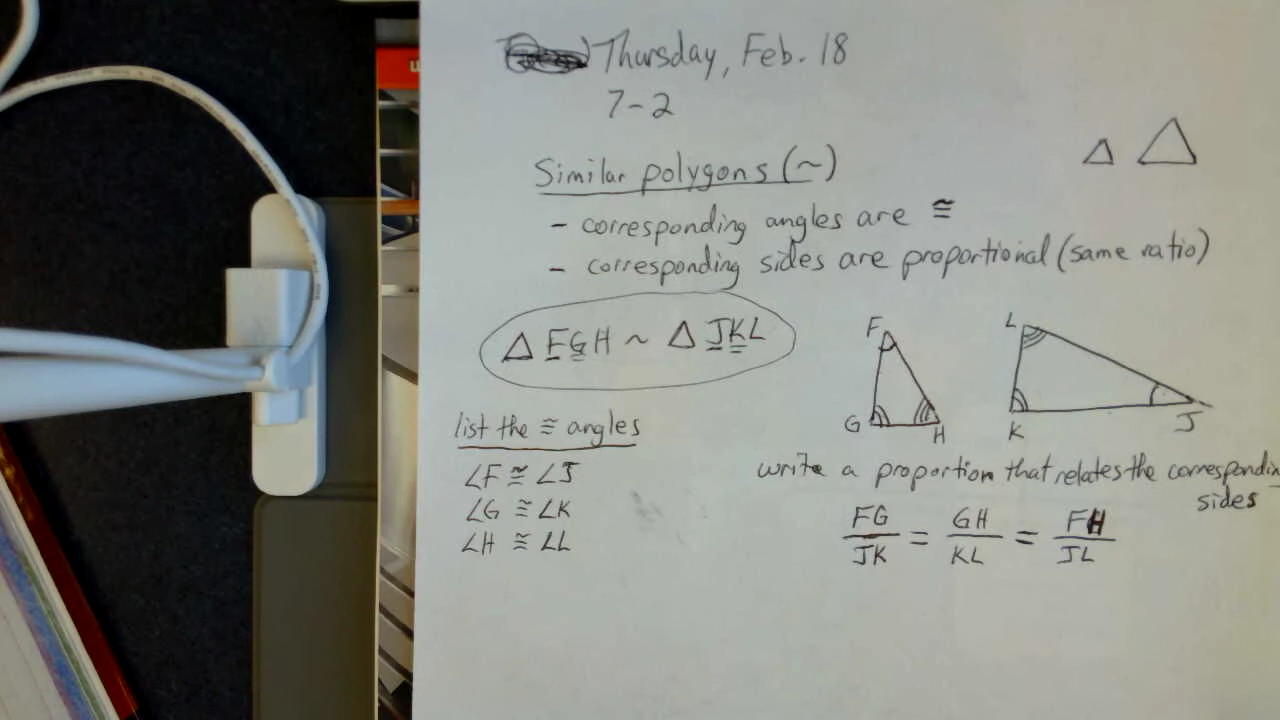 Thursday, Feb. 18
7-2
Similar polygons (~)
- corresponding angles are ≅
- corresponding sides are proportional (same ratio)
△ FGH ~ △ JKL
F
G
H
L
K
J
list the ≅ angles
∠F ≅ ∠J
∠G ≅ ∠K
∠H ≅ ∠L
write a proportion that relates the correspondin
sides
FG/JK = GH/KL = FH/JL